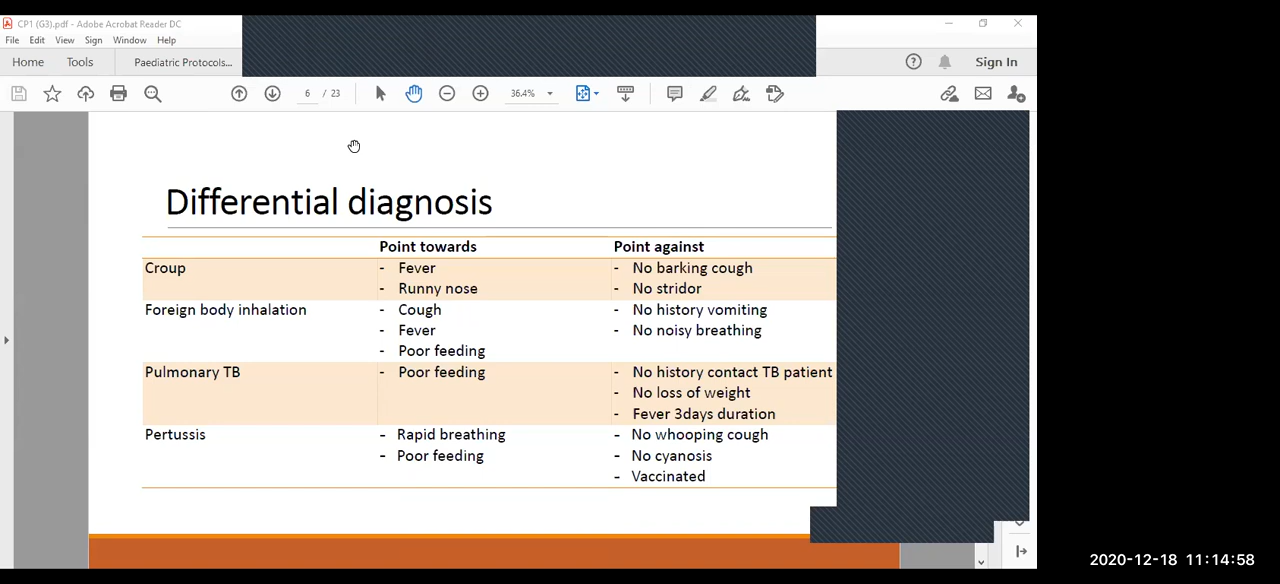 CP1 (G3).pdf - Adobe Acrobat Reader DC
File Edit View Sign Window Help
Home Tools Paediatric Protocols... Sign In
6 / 23 36.4%
Differential diagnosis
Point towards Point against
Croup - Fever - No barking cough
- Runny nose - No stridor
Foreign body inhalation - Cough - No history vomiting
- Fever - No noisy breathing
- Poor feeding
Pulmonary TB - Poor feeding - No history contact TB patient
- No loss of weight
- Fever 3days duration
Pertussis - Rapid breathing - No whooping cough
- Poor feeding - No cyanosis
- Vaccinated
2020-12-18 11:14:58